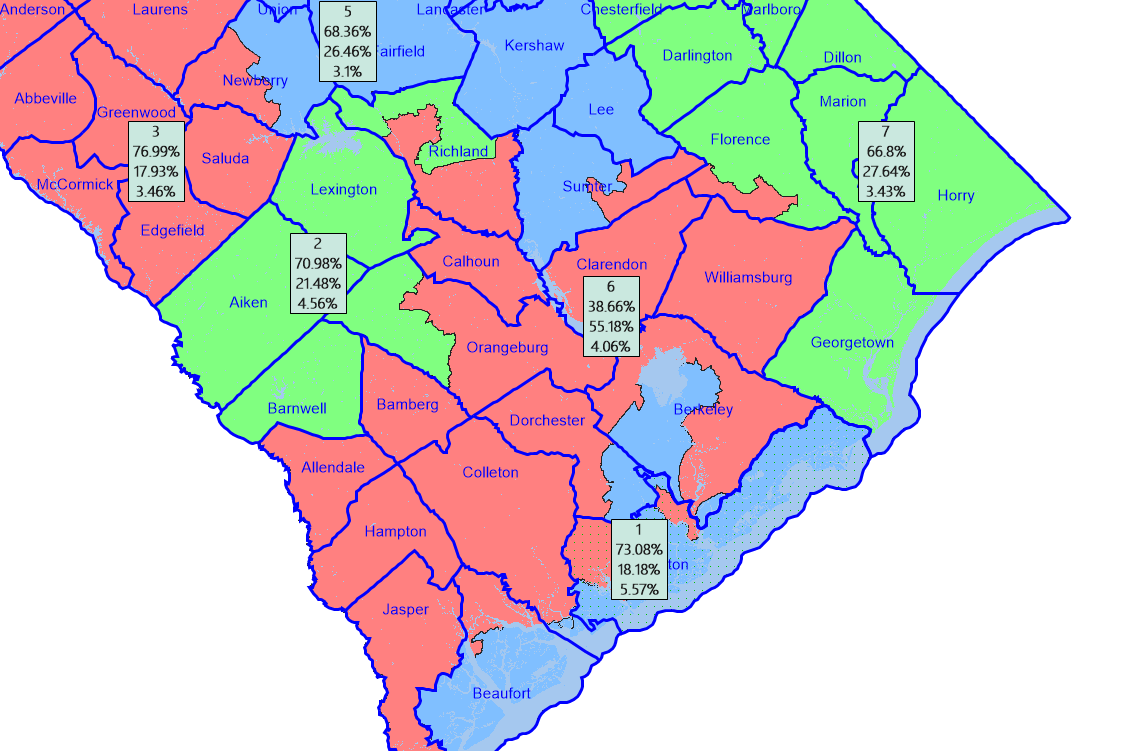 Anderson
Laurens
Union
5
68.36%
26.46%
3.1%
Lancaster
Chesterfield
Marlboro
Fairfield
Kershaw
Darlington
Dillon
Newberry
Abbeville
Greenwood
Lee
Marion
3
76.99%
17.93%
3.46%
Saluda
Richland
Florence
7
66.8%
27.64%
3.43%
McCormick
Lexington
Sumter
Horry
Edgefield
2
70.98%
21.48%
4.56%
Calhoun
Clarendon
Williamsburg
Aiken
6
38.66%
55.18%
4.06%
Orangeburg
Georgetown
Barnwell
Bamberg
Berkeley
Dorchester
Allendale
Colleton
Hampton
1
73.08%
18.18%
5.57%
ton
Jasper
Beaufort